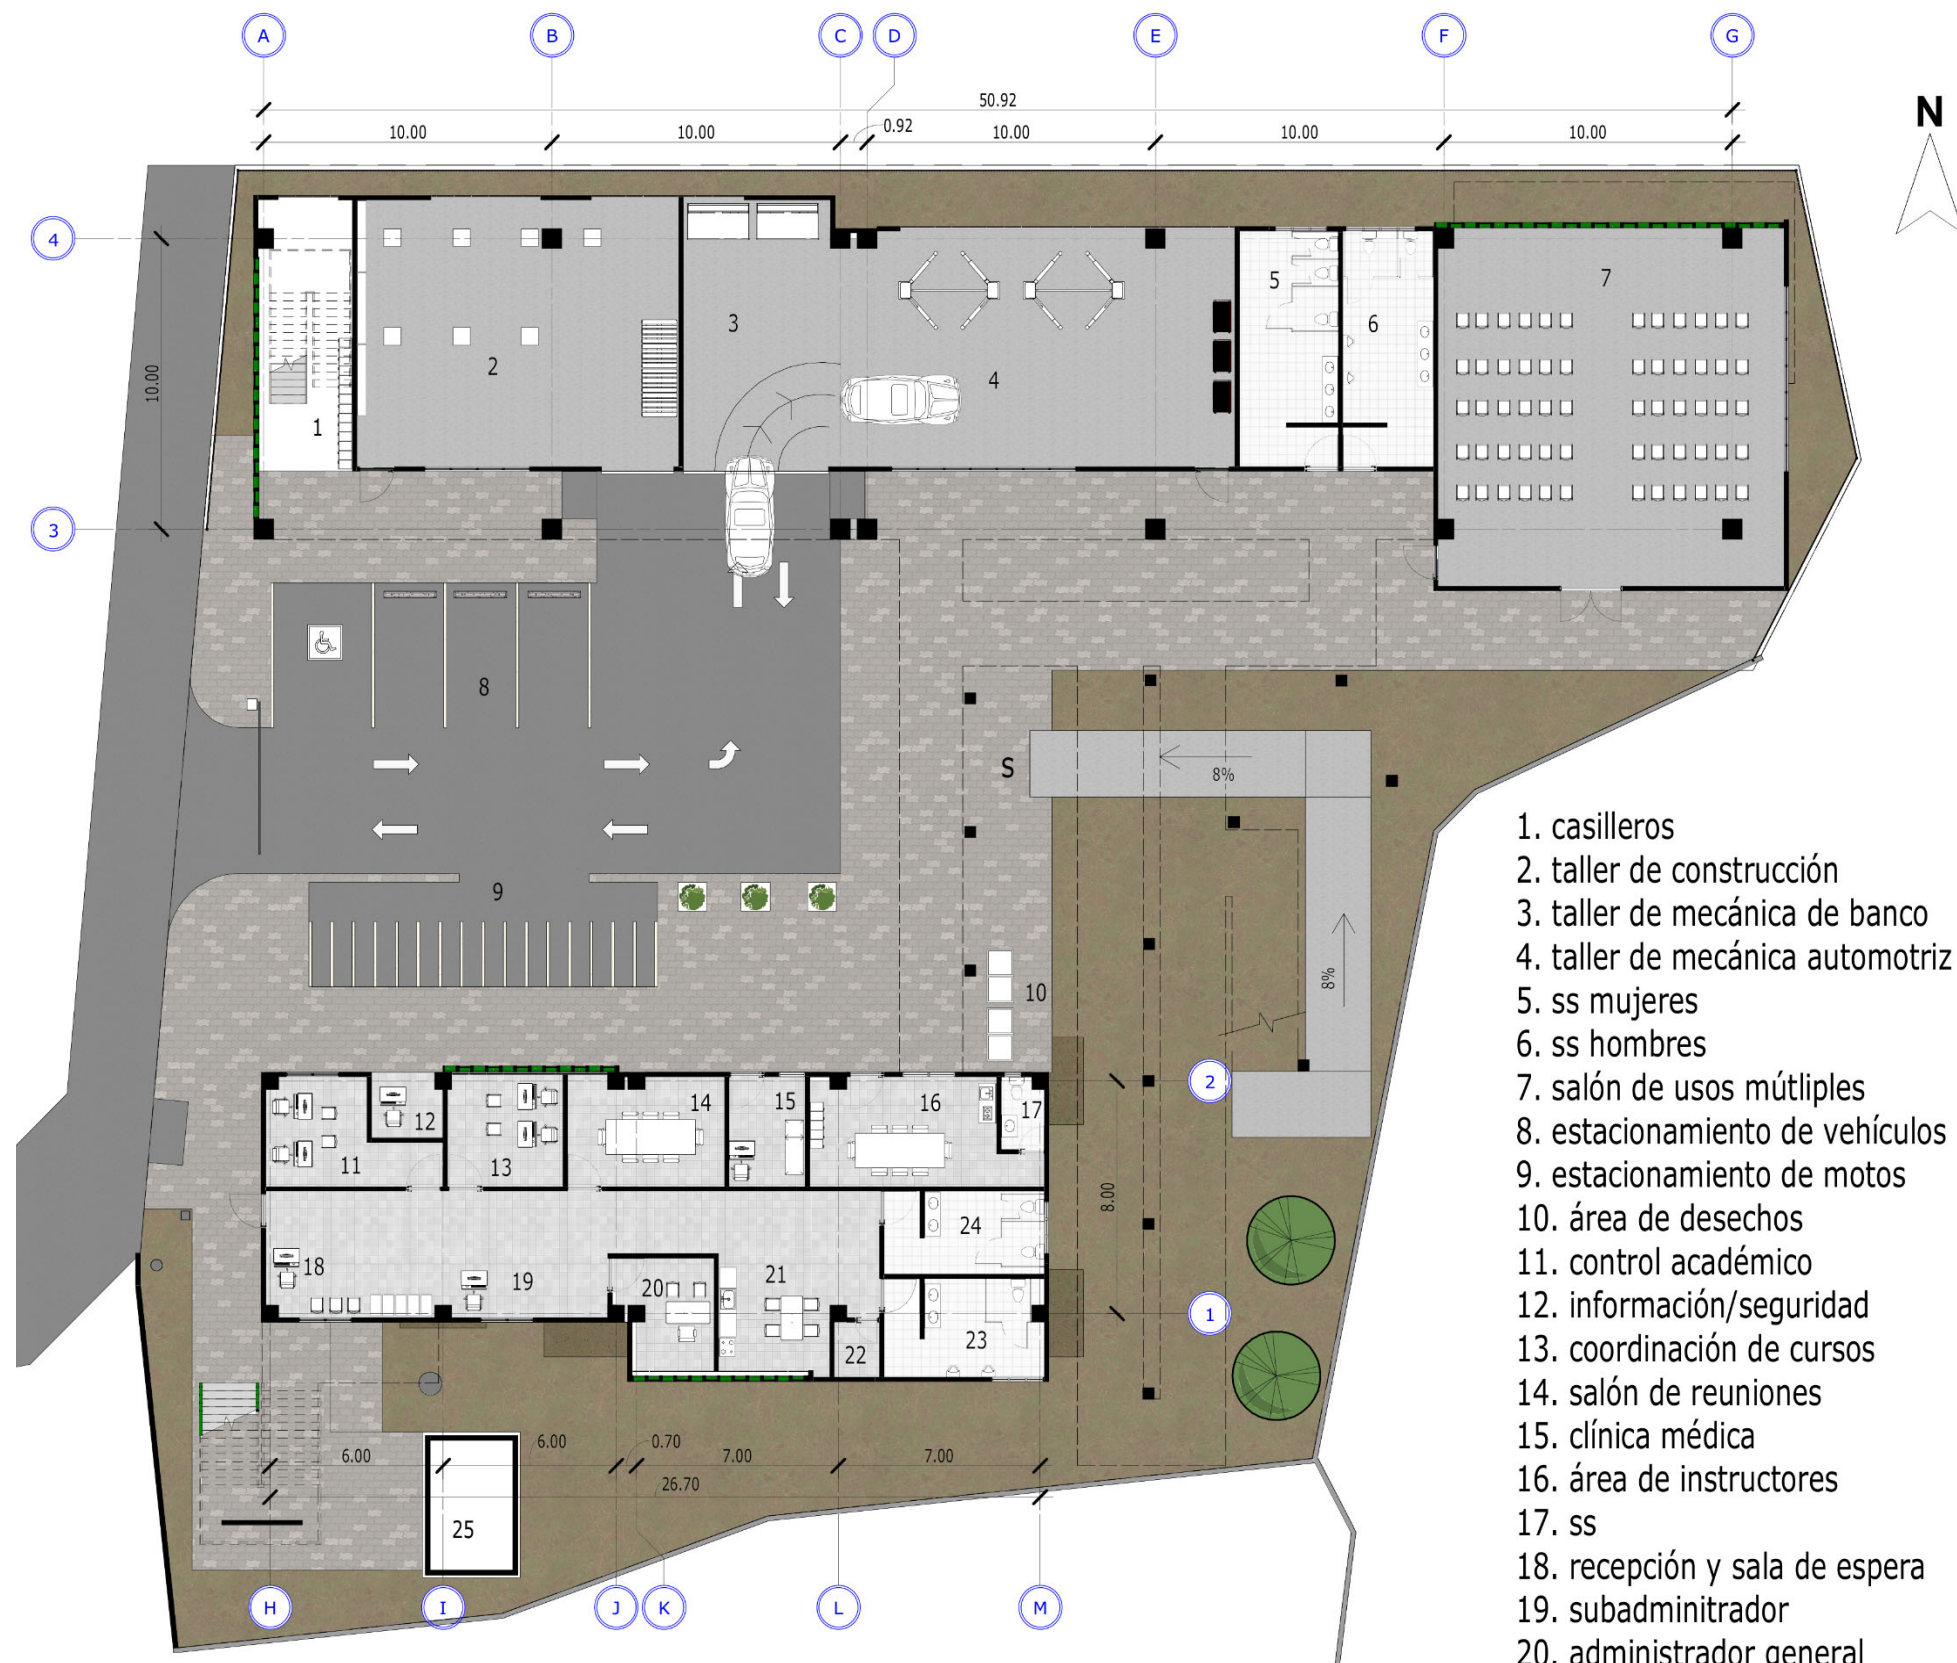 A B C D E F G
50.92
10.00 10.00 0.92 10.00 10.00 10.00
N
4
10.00
3
1
2
3
4
5
6
7
8
8%
S
9
8%
10
2
11
12
13
14
15
16
17
8.00
18
19
20
21
24
1
22
23
6.00 6.00 0.70 7.00 7.00
26.70
25
H I J K L M
1. casilleros
2. taller de construcción
3. taller de mecánica de banco
4. taller de mecánica automotriz
5. ss mujeres
6. ss hombres
7. salón de usos mútliples
8. estacionamiento de vehículos
9. estacionamiento de motos
10. área de desechos
11. control académico
12. información/seguridad
13. coordinación de cursos
14. salón de reuniones
15. clínica médica
16. área de instructores
17. ss
18. recepción y sala de espera
19. subadminitrador
20. administrador general